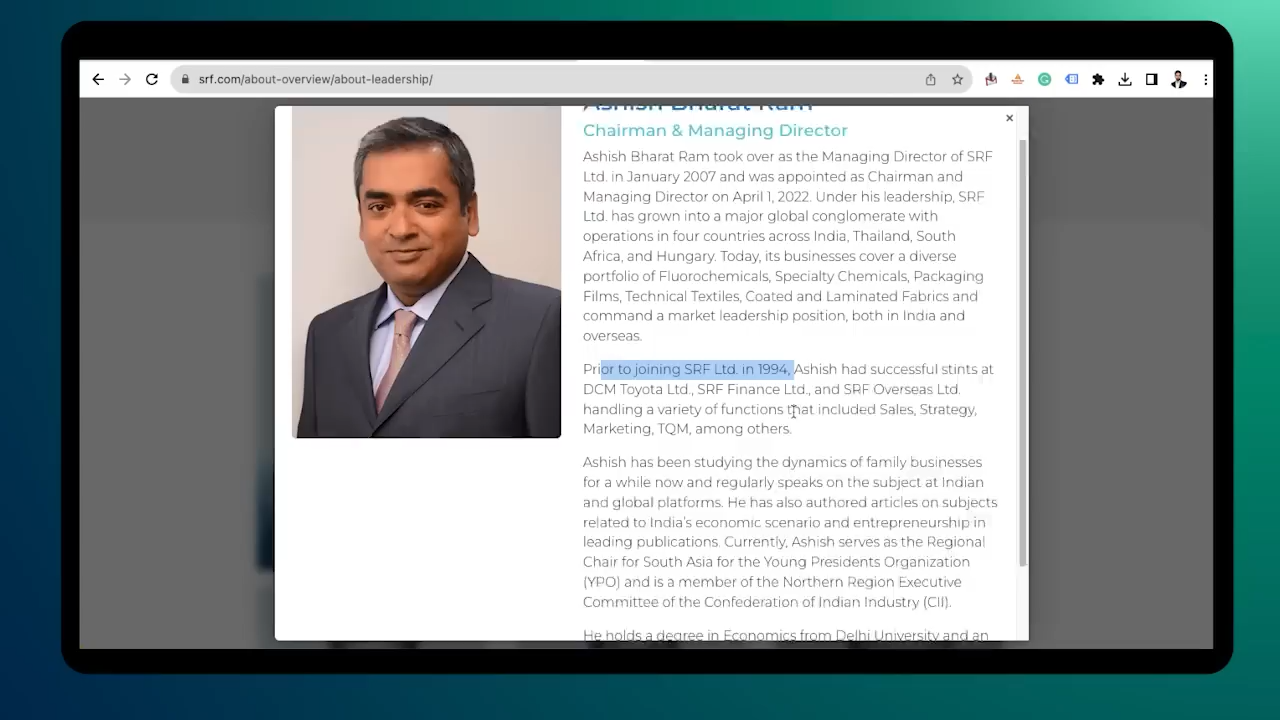 srf.com/about-overview/about-leadership/
Ashish Bharat Ram
Chairman & Managing Director
Ashish Bharat Ram took over as the Managing Director of SRF
Ltd. in January 2007 and was appointed as Chairman and
Managing Director on April 1, 2022. Under his leadership, SRF
Ltd. has grown into a major global conglomerate with
operations in four countries across India, Thailand, South
Africa, and Hungary. Today, its businesses cover a diverse
portfolio of Fluorochemicals, Specialty Chemicals, Packaging
Films, Technical Textiles, Coated and Laminated Fabrics and
command a market leadership position, both in India and
overseas.
Prior to joining SRF Ltd. in 1994, Ashish had successful stints at
DCM Toyota Ltd., SRF Finance Ltd., and SRF Overseas Ltd.
handling a variety of functions that included Sales, Strategy,
Marketing, TQM, among others.
Ashish has been studying the dynamics of family businesses
for a while now and regularly speaks on the subject at Indian
and global platforms. He has also authored articles on subjects
related to India's economic scenario and entrepreneurship in
leading publications. Currently, Ashish serves as the Regional
Chair for South Asia for the Young Presidents Organization
(YPO) and is a member of the Northern Region Executive
Committee of the Confederation of Indian Industry (CII).
He holds a degree in Economics from Delhi University and an